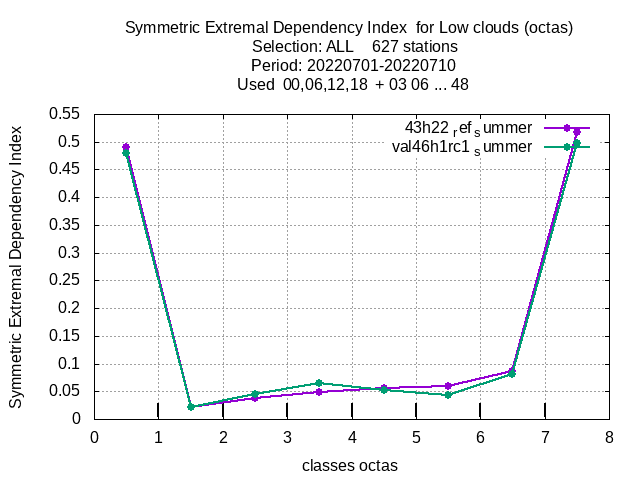 Symmetric Extremal Dependency Index  for Low clouds (octas)
Selection: ALL    627 stations
Period: 20220701-20220710
Used  00,06,12,18  + 03 06 ... 48
43h22 ref summer
val46h1rc1 summer
Symmetric Extremal Dependency Index
0.55
0.5
0.45
0.4
0.35
0.3
0.25
0.2
0.15
0.1
0.05
0
0 1 2 3 4 5 6 7 8
classes octas